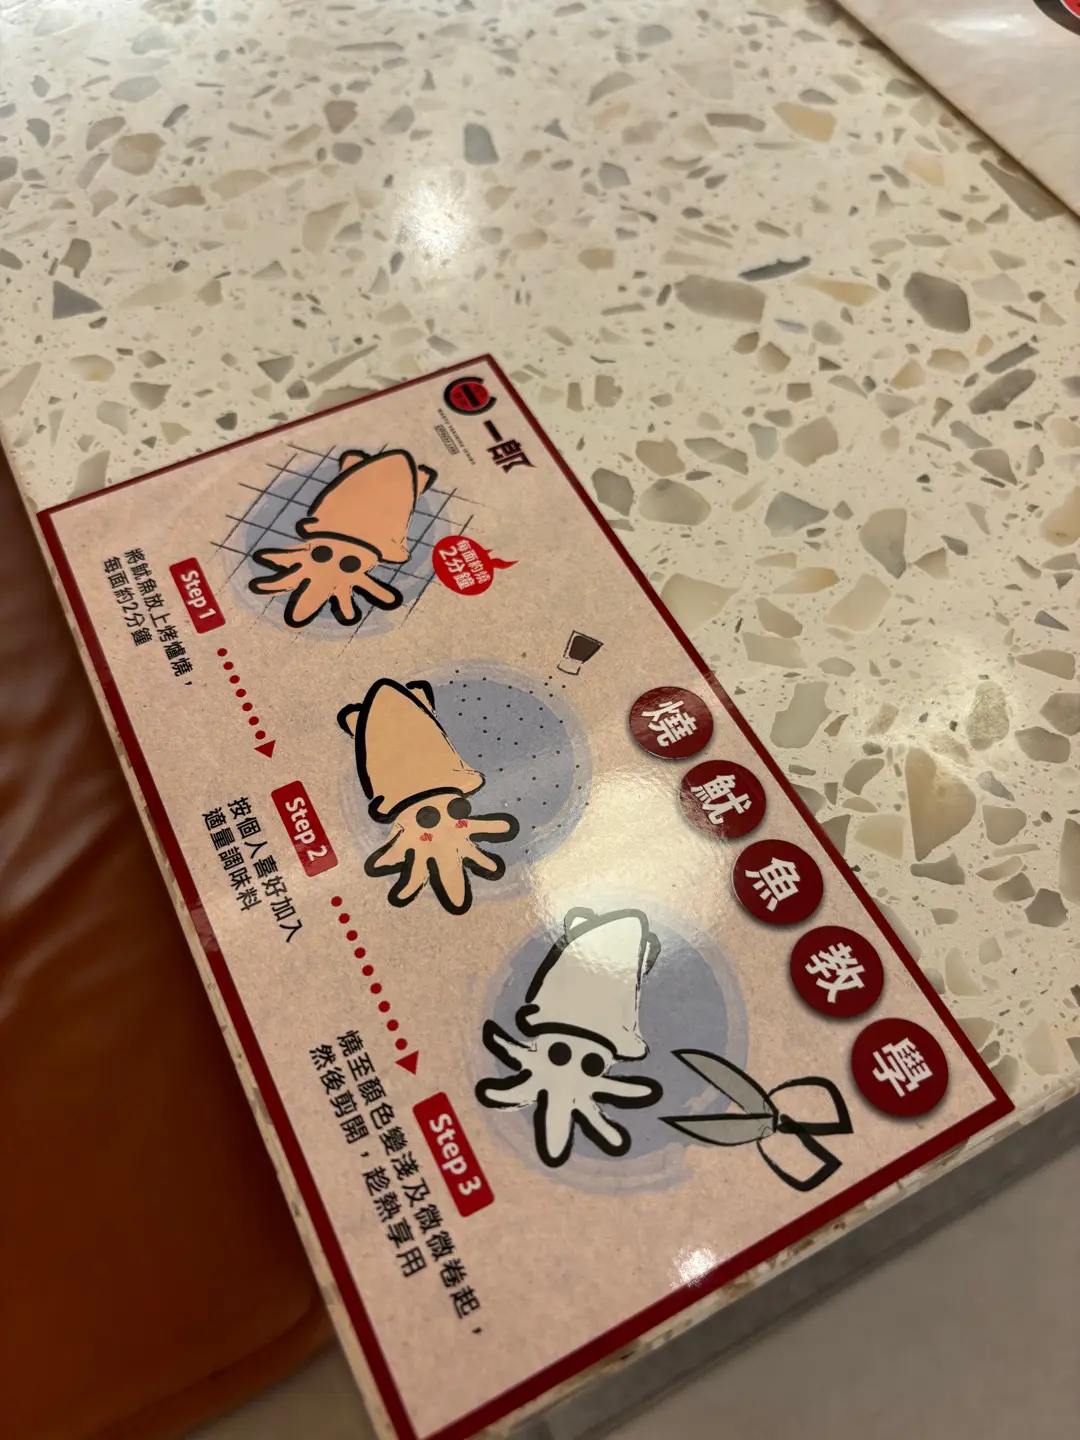 一郎
燒魷魚教學
每面約燒
2分鐘
Step 1
將魷魚放上烤爐燒，
每面約2分鐘
Step 2
按個人喜好加入
適量調味料
Step 3
燒至顏色變淺及微微卷起，
然後剪開，趁熱享用